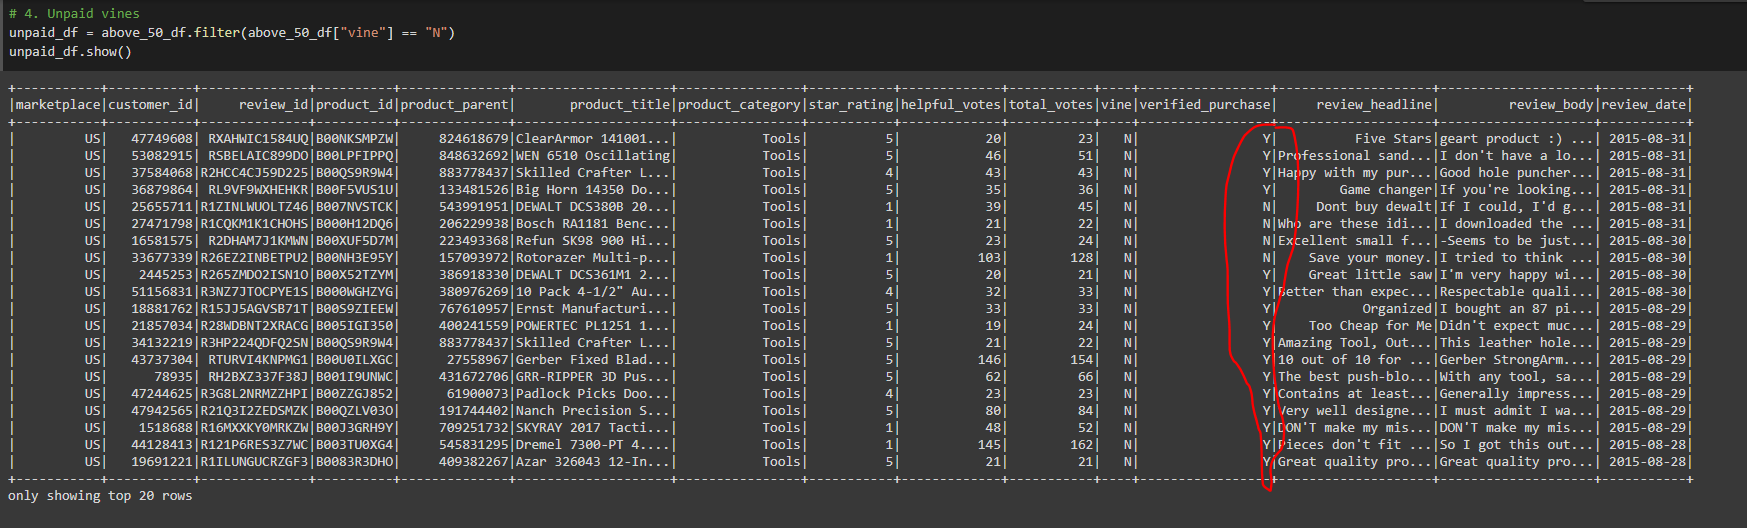 # 4. Unpaid vines
unpaid_df = above_50_df.filter(above_50_df["vine"] == "N")
unpaid_df.show()
+-----------+-----------+--------------+----------+--------------+--------------------+----------------+-----------+-------------+-----------+----+-----------------+--------------------+--------------------+-----------+
|marketplace|customer_id|     review_id|product_id|product_parent|       product_title|product_category|star_rating|helpful_votes|total_votes|vine|verified_purchase|     review_headline|         review_body|review_date|
+-----------+-----------+--------------+----------+--------------+--------------------+----------------+-----------+-------------+-----------+----+-----------------+--------------------+--------------------+-----------+
|         US|   47749608| RXAHWIC1584UQ|B00NKSMPZW|     824618679|ClearArmor 141001...|           Tools|          5|           20|         23|   N|                Y|          Five Stars|geart product :) ...| 2015-08-31|
|         US|   53082915| RSBELAIC899DO|B00LPFIPPQ|     848632692|WEN 6510 Oscillating|           Tools|          5|           46|         51|   N|                Y|Professional sand...|I don't have a lo...| 2015-08-31|
|         US|   37584068|R2HCC4CJ59D225|B00QS9R9W4|     883778437|Skilled Crafter L...|           Tools|          4|           43|         43|   N|                Y|Happy with my pur...|Good hole puncher...| 2015-08-31|
|         US|   36879864| RL9VF9WXHEHKR|B00F5VUS1U|     133481526|Big Horn 14350 Do...|           Tools|          5|           35|         36|   N|                Y|        Game changer|If you're looking...| 2015-08-31|
|         US|   25655711|R1ZINLWUOLTZ46|B007NVSTCK|     543991951|DEWALT DCS380B 20...|           Tools|          1|           39|         45|   N|                N|     Dont buy dewalt|If I could, I'd g...| 2015-08-31|
|         US|   27471798|R1CQKM1K1CHOHS|B000H12DQ6|     206229938|Bosch RA1181 Benc...|           Tools|          1|           21|         22|   N|                N|Who are these idi...|I downloaded the ...| 2015-08-31|
|         US|   16581575| R2DHAM7J1KMWN|B00XUF5D7M|     223493368|Refun SK98 900 Hi...|           Tools|          5|           23|         24|   N|                N|Excellent small f...|-Seems to be just...| 2015-08-30|
|         US|   33677339|R26EZ2INBETPU2|B00NH3E95Y|     157093972|Rotorazer Multi-p...|           Tools|          1|          103|        128|   N|                N|    Save your money.|I tried to think ...| 2015-08-30|
|         US|    2445253|R265ZMDO2ISN1O|B00X52TZYM|     386918330|DEWALT DCS361M1 2...|           Tools|          5|           20|         21|   N|                Y|    Great little saw|I'm very happy wi...| 2015-08-30|
|         US|   51156831|R3NZ7JTOCPYE1S|B000WGHZYG|     380976269|10 Pack 4-1/2" Au...|           Tools|          4|           32|         33|   N|                Y|Better than expec...|Respectable quali...| 2015-08-30|
|         US|   18881762|R15JJ5AGVSB71T|B00S9ZIEEW|     767610957|Ernst Manufacturi...|           Tools|          5|           33|         33|   N|                Y|           Organized|I bought an 87 pi...| 2015-08-29|
|         US|   21857034|R28WDBNT2XRACG|B005IGI350|     400241559|POWERTEC PL1251 1...|           Tools|          1|           19|         24|   N|                Y|    Too Cheap for Me|Didn't expect muc...| 2015-08-29|
|         US|   34132219|R3HP224QDFQ2SN|B00QS9R9W4|     883778437|Skilled Crafter L...|           Tools|          5|           21|         22|   N|                Y|Amazing Tool, Out...|This leather hole...| 2015-08-29|
|         US|   43737304| RTURVI4KNPMG1|B00U0ILXGC|      27558967|Gerber Fixed Blad...|           Tools|          5|          146|        154|   N|                Y|10 out of 10 for ...|Gerber StrongArm....| 2015-08-29|
|         US|      78935| RH2BXZ337F38J|B001I9UNWC|     431672706|GRR-RIPPER 3D Pus...|           Tools|          5|           62|         66|   N|                Y|The best push-blo...|With any tool, sa...| 2015-08-29|
|         US|   47244625|R3G8L2NRMZZHPI|B00ZZGJ852|      61900073|Padlock Picks Doo...|           Tools|          4|           23|         23|   N|                Y|Contains at least...|Generally impress...| 2015-08-29|
|         US|   47942565|R21Q3I2ZEDSMZK|B00QZLV03O|     191744402|Nanch Precision S...|           Tools|          5|           80|         84|   N|                Y|Very well designe...|I must admit I wa...| 2015-08-29|
|         US|    1518688|R16MXXKY0MRKZW|B00J3GRH9Y|     709251732|SKYRAY 2017 Tacti...|           Tools|          1|           48|         52|   N|                Y|DON'T make my mis...|DON'T make my mis...| 2015-08-29|
|         US|   44128413|R121P6RES3Z7WC|B003TU0XG4|     545831295|Dremel 7300-PT 4....|           Tools|          1|          145|        162|   N|                Y|Pieces don't fit ...|So I got this out...| 2015-08-28|
|         US|   19691221|R1ILUNGUCRZGF3|B0083R3DHO|     409382267|Azar 326043 12-In...|           Tools|          5|           21|         21|   N|                Y|Great quality pro...|Great quality pro...| 2015-08-28|
+-----------+-----------+--------------+----------+--------------+--------------------+----------------+-----------+-------------+-----------+----+-----------------+--------------------+--------------------+-----------+
only showing top 20 rows